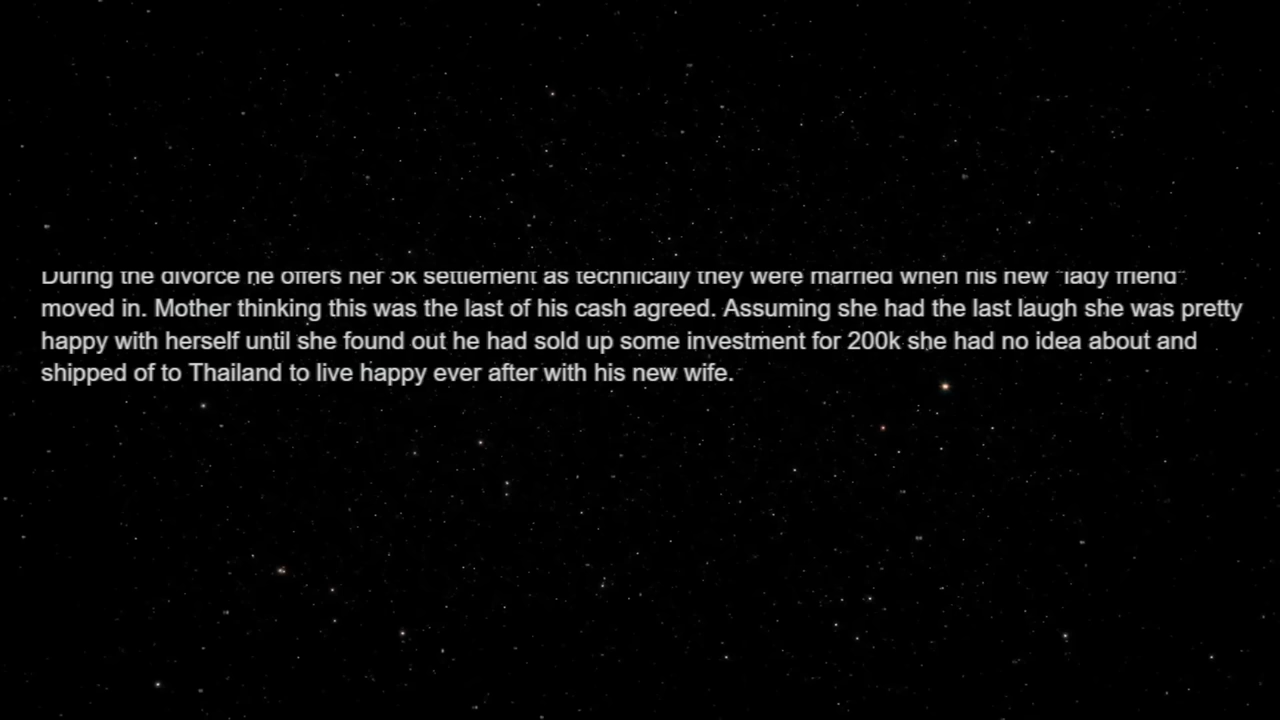 During the divorce he offers her 5k settlement as technically they were married when his new "lady friend"
moved in. Mother thinking this was the last of his cash agreed. Assuming she had the last laugh she was pretty
happy with herself until she found out he had sold up some investment for 200k she had no idea about and
shipped of to Thailand to live happy ever after with his new wife.